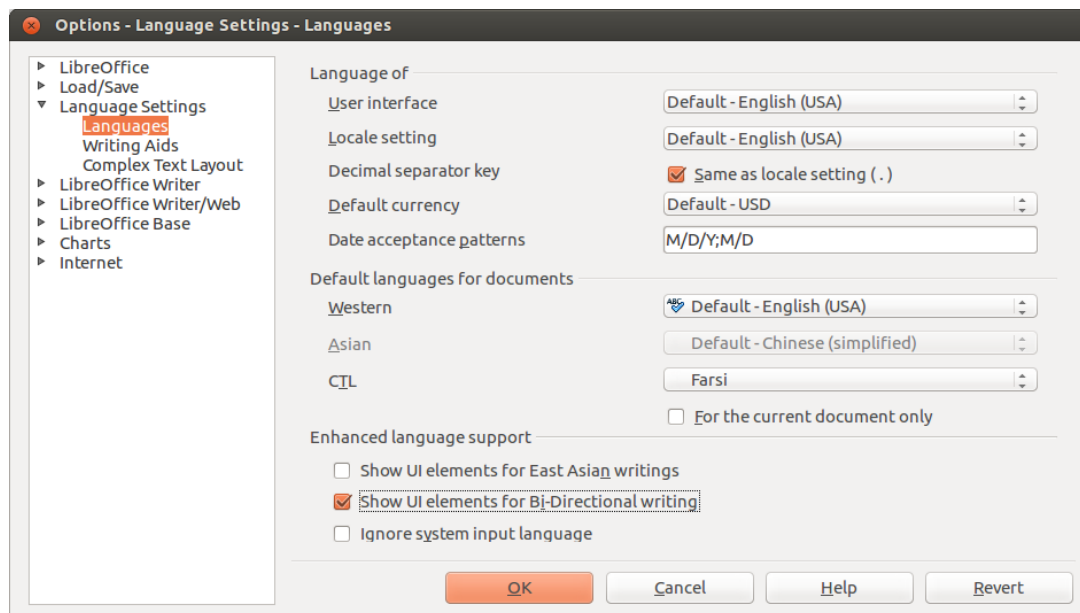 Options - Language Settings - Languages
LibreOffice
Load/Save
Language Settings
Languages
Writing Aids
Complex Text Layout
LibreOffice Writer
LibreOffice Writer/Web
LibreOffice Base
Charts
Internet
Language of
User interface Default - English (USA)
Locale setting Default - English (USA)
Decimal separator key Same as locale setting ( . )
Default currency Default - USD
Date acceptance patterns M/D/Y;M/D
Default languages for documents
Western ABC Default - English (USA)
Asian Default - Chinese (simplified)
CTL Farsi
For the current document only
Enhanced language support
Show UI elements for East Asian writings
Show UI elements for Bi-Directional writing
Ignore system input language
OK Cancel Help Revert